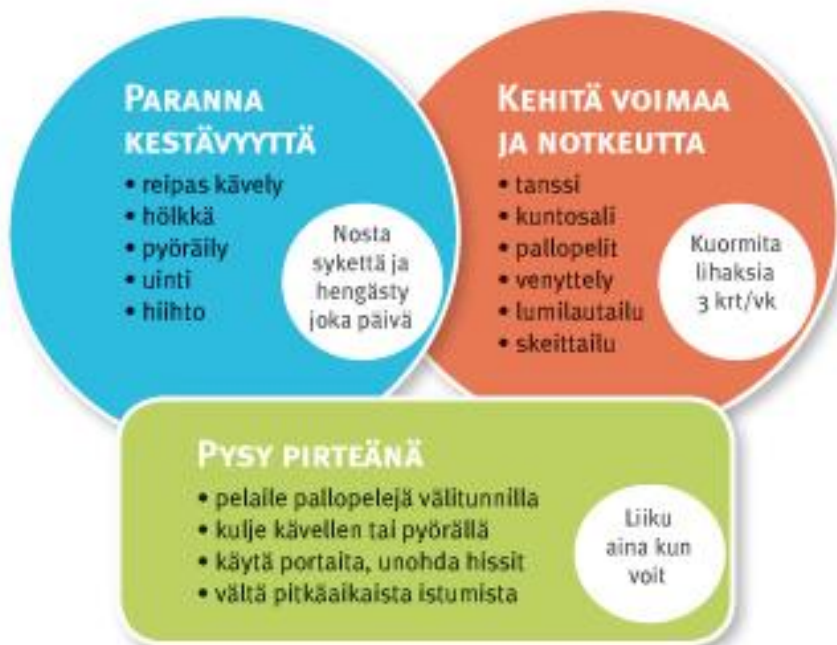 PARANNA
KESTÄVYYTTÄ
• reipas kävely
• hölkkä
• pyöräily
• uinti
• hiihto
Nosta
sykettä ja
hengästy
joka päivä
KEHITÄ VOIMAA
JA NOTKEUTTA
• tanssi
• kuntosali
• pallopelit
• venyttely
• lumilautailu
• skeittailu
Kuormita
lihaksia
3 krt/vk
PYSY PIRTEÄNÄ
• pelaile pallopelejä välitunnilla
• kulje kävellen tai pyörällä
• käytä portaita, unohda hissit
• vältä pitkäaikaista istumista
Liiku
aina kun
voit